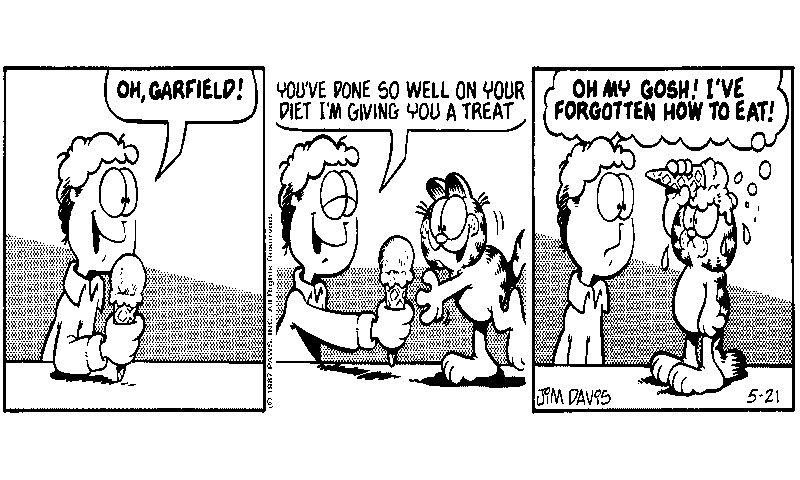 OH, GARFIELD!
YOU'VE DONE SO WELL ON YOUR
DIET I'M GIVING YOU A TREAT
OH MY GOSH! I'VE
FORGOTTEN HOW TO EAT!
JIM DAVIS
5-21